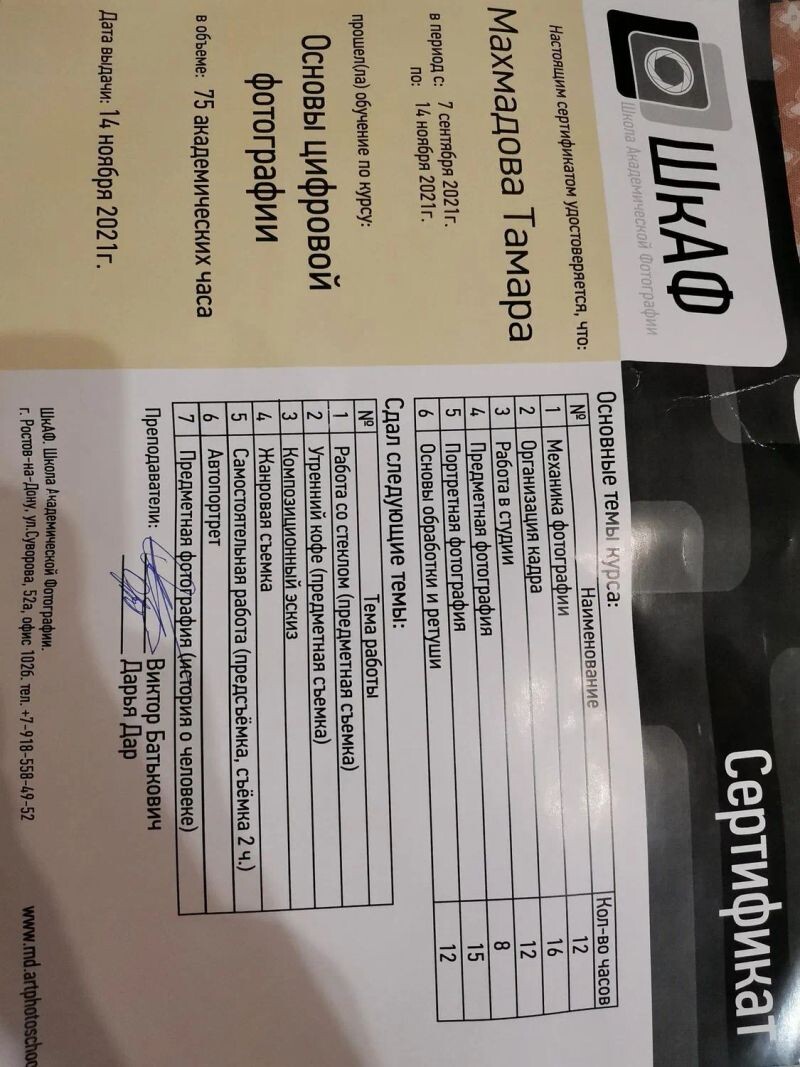 ШкАФ
Школа Академической Фотографии
Сертификат
Настоящим сертификатом удостоверяется, что:
Махмадова Тамара
в период с: 7 сентября 2021г.
по: 14 ноября 2021г.
прошел(ла) обучение по курсу:
Основы цифровой
фотографии
в объеме: 75 академических часа
Дата выдачи: 14 ноября 2021г.
Основные темы курса:
№ Наименование Кол-во часов
1 Механика фотографии 12
2 Организация кадра 16
3 Работа в студии 12
4 Предметная фотография 8
5 Портретная фотография 15
6 Основы обработки и ретуши 12
Сдал следующие темы:
№ Тема работы
1 Работа со стеклом (предметная съемка)
2 Утренний кофе (предметная съемка)
3 Композиционный эскиз
4 Жанровая съемка
5 Самостоятельная работа (предсъёмка, съёмка 2 ч.)
6 Автопортрет
7 Предметная фотография (история о человеке)
Преподаватели: Виктор Батькович
Дарья Дар
ШкАФ. Школа Академической Фотографии.
г. Ростов-на-Дону, ул.Суворова, 52а, офис 1026, тел. +7-918-558-49-52
www.md.artphotoschoo